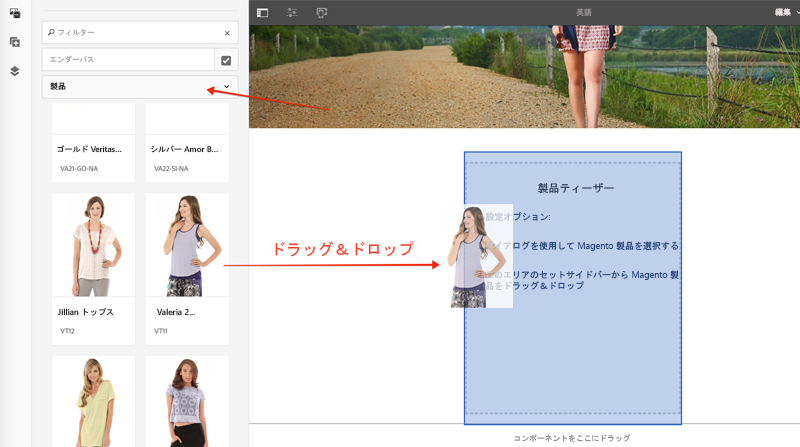 フィルター
エンダーパス
製品
ゴールド Veritas...
VA21-GO-NA
シルバー Amor B...
VA22-SI-NA
Jillian トップス
VT12
Valeria 2...
VT11
英語
編集
ドラッグ＆ドロップ
製品ティーザー
設定オプション:
イアログを使用して Magento 製品を選択する
のエリアのセットサイドバーから Magento 製
品をドラッグ＆ドロップ
コンポーネントをここにドラッグ